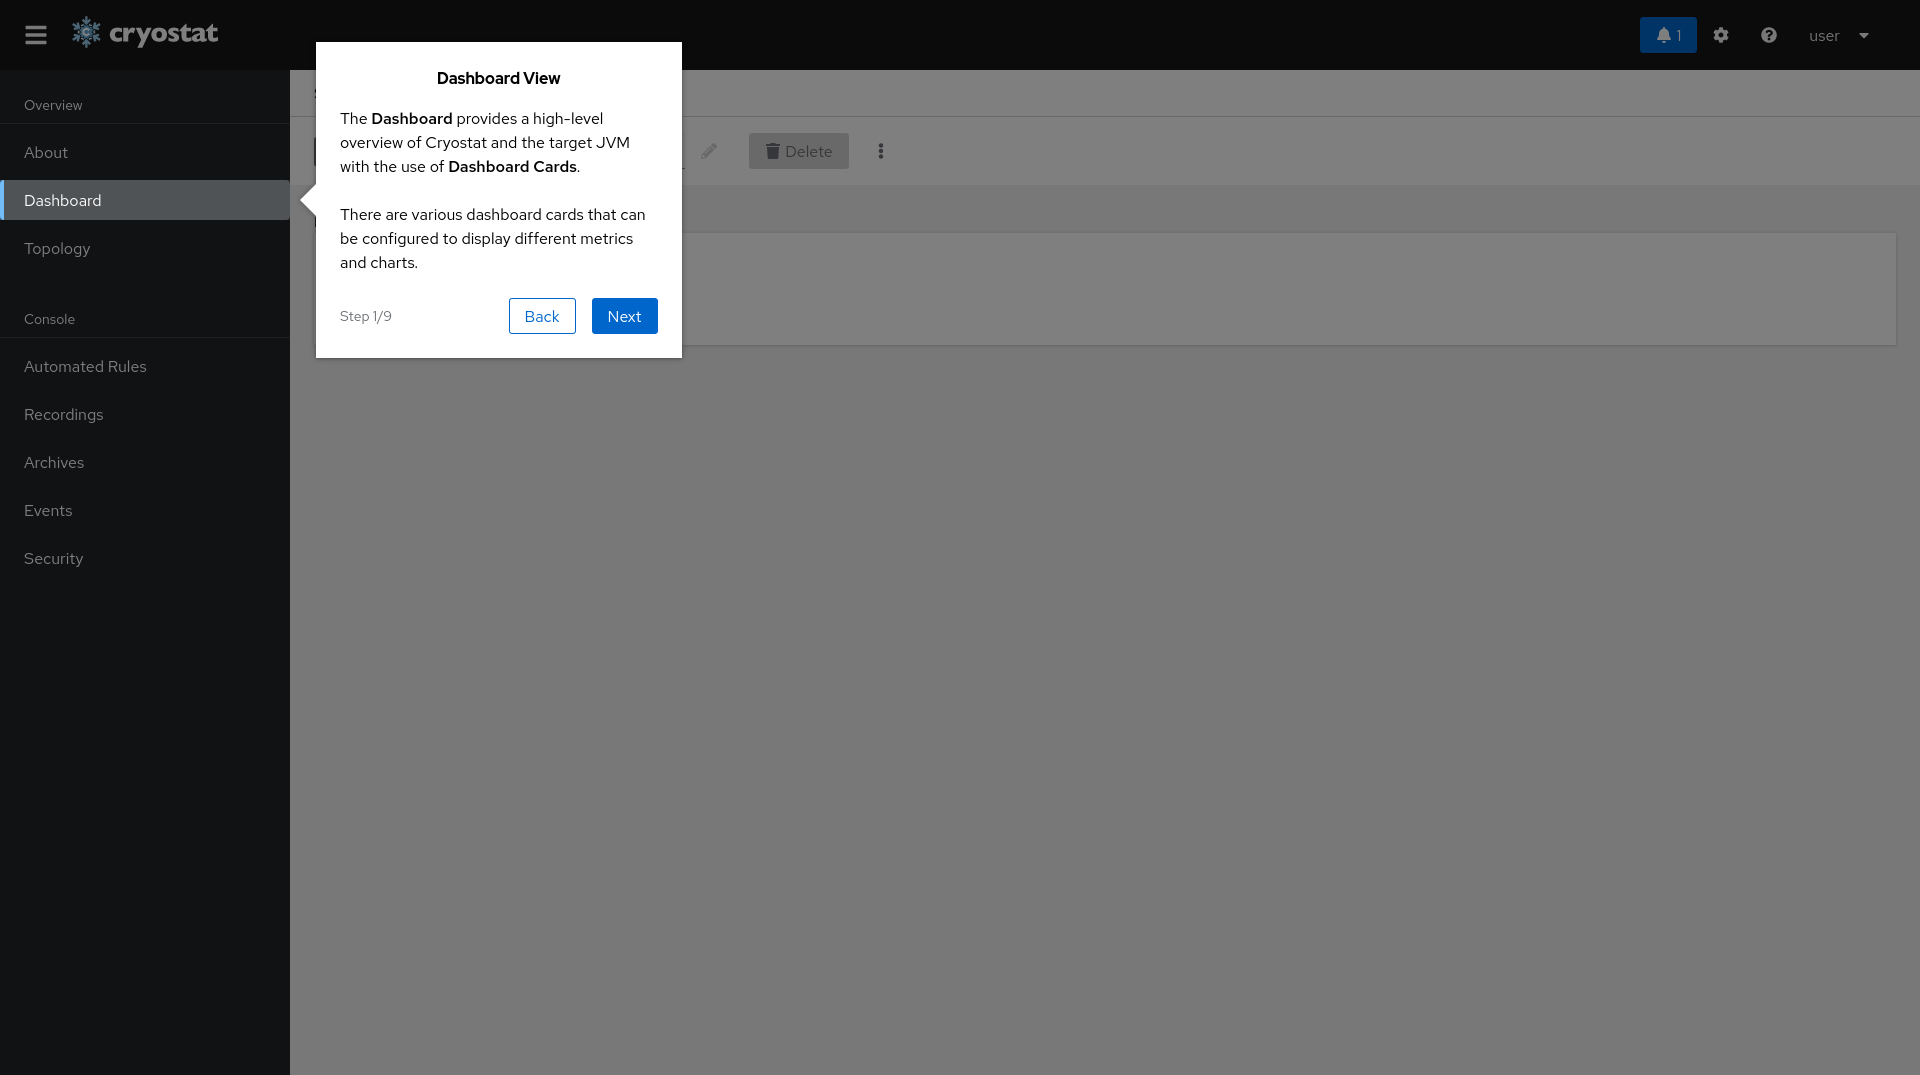 cryostat
1
user
Overview
About
Dashboard
Topology
Console
Automated Rules
Recordings
Archives
Events
Security
Dashboard View
The Dashboard provides a high-level
overview of Cryostat and the target JVM
with the use of Dashboard Cards.
There are various dashboard cards that can
be configured to display different metrics
and charts.
Step 1/9
Back
Next
Delete